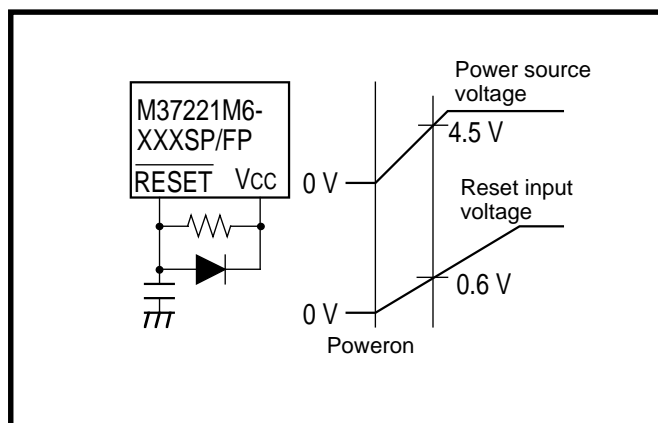 M37221M6-
XXXSP/FP
RESET VCC
Power source
voltage
4.5 V
0 V
Reset input
voltage
0.6 V
0 V
Poweron